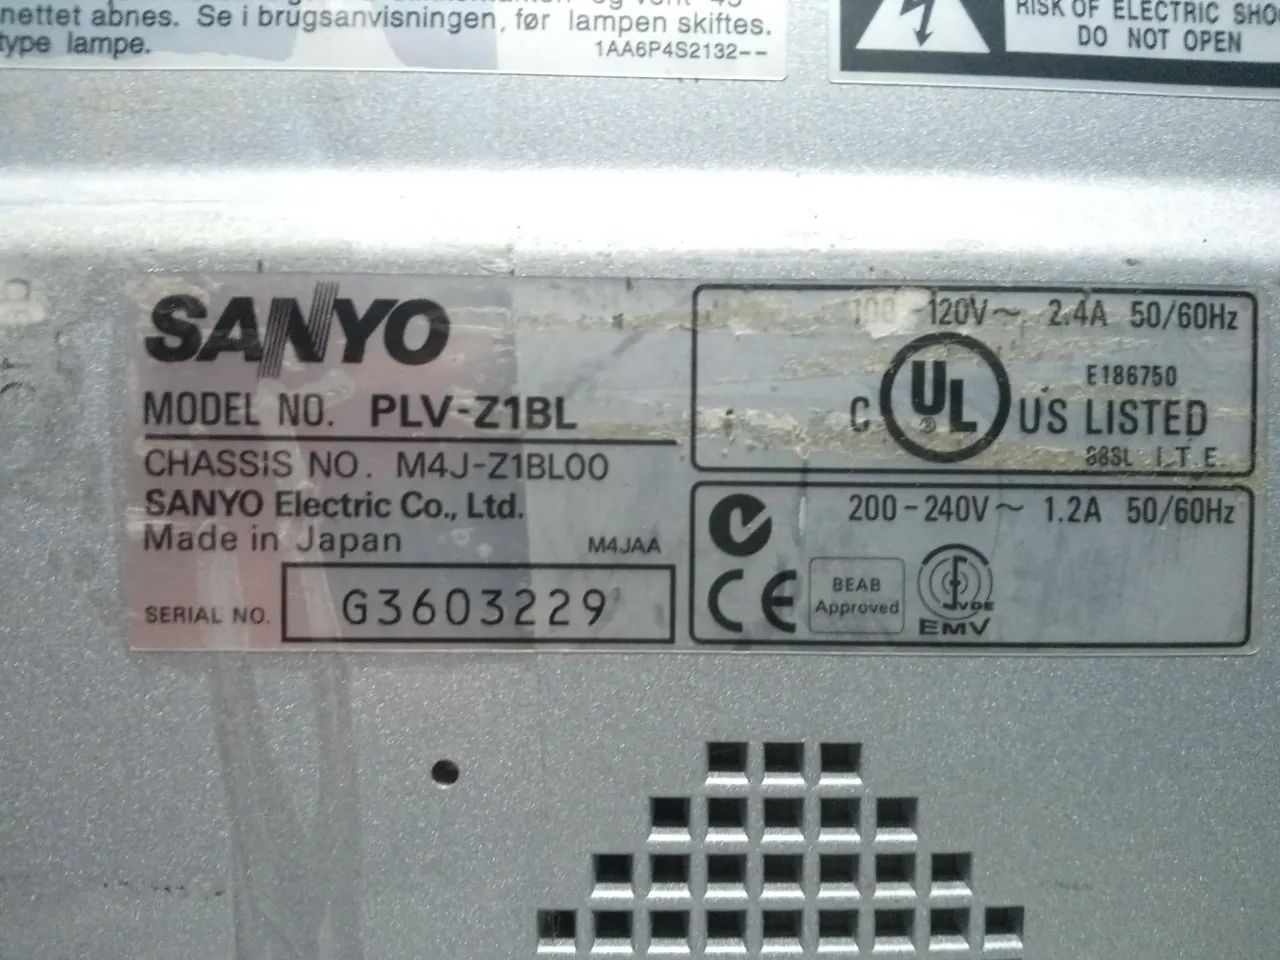 nettet abnes. Se i brugsanvisningen, før lampen skiftes.
type lampe.
1AA6P4S2132--
RISK OF ELECTRIC SHO
DO NOT OPEN
SANYO
MODEL NO. PLV-Z1BL
CHASSIS NO. M4J-Z1BL00
SANYO Electric Co., Ltd.
Made in Japan
M4JAA
SERIAL NO. G3603229
100-120V～ 2.4A 50/60Hz
E186750
C UL ® US LISTED
88SL I.T.E.
200-240V～ 1.2A 50/60Hz
CE
BEAB
Approved
VDE
EMV